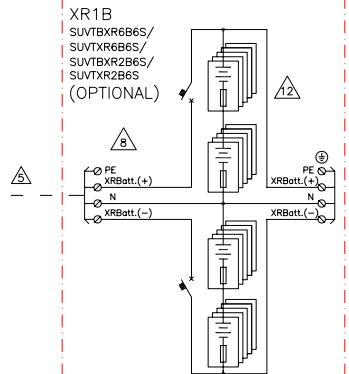 XR1B
SUVTBXR6B6S/
SUVTXR6B6S/
SUVTBXR2B6S/
SUVTXR2B6S
(OPTIONAL)
12
8
5
PE
XRBatt.(+)
N
XRBatt.(-)
PE
XRBatt.(+)
N
XRBatt.(-)